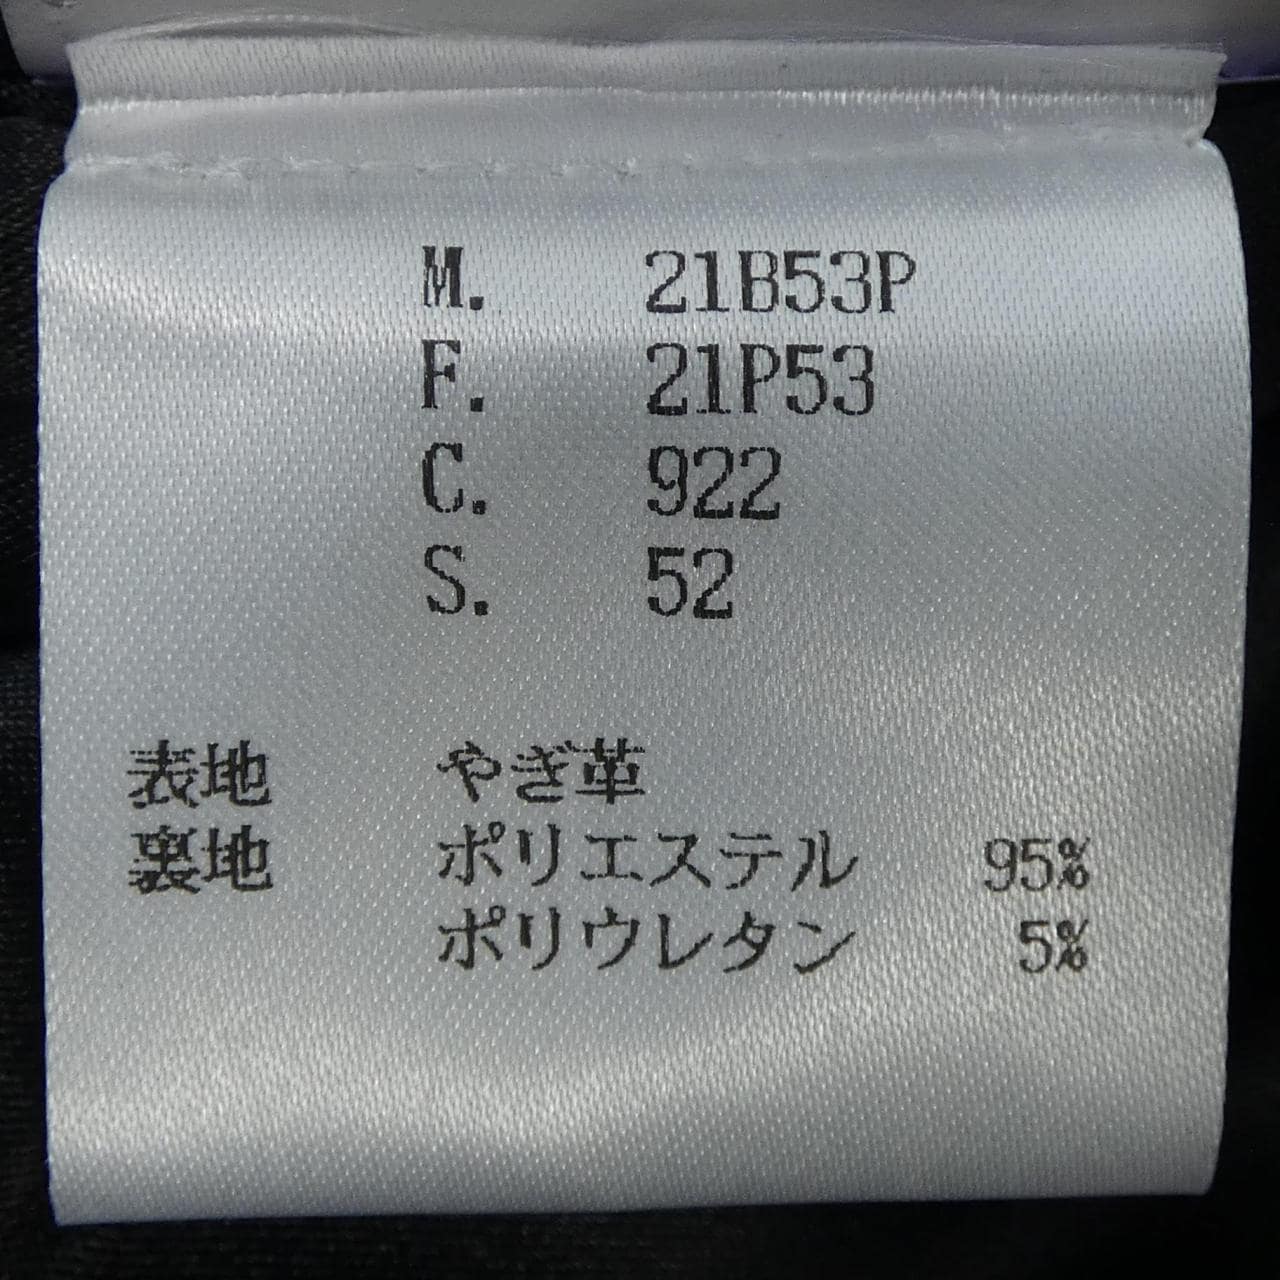 M. 21B53P
F. 21P53
C. 922
S. 52
表地 やぎ革
裏地 ポリエステル 95%
ポリウレタン 5%